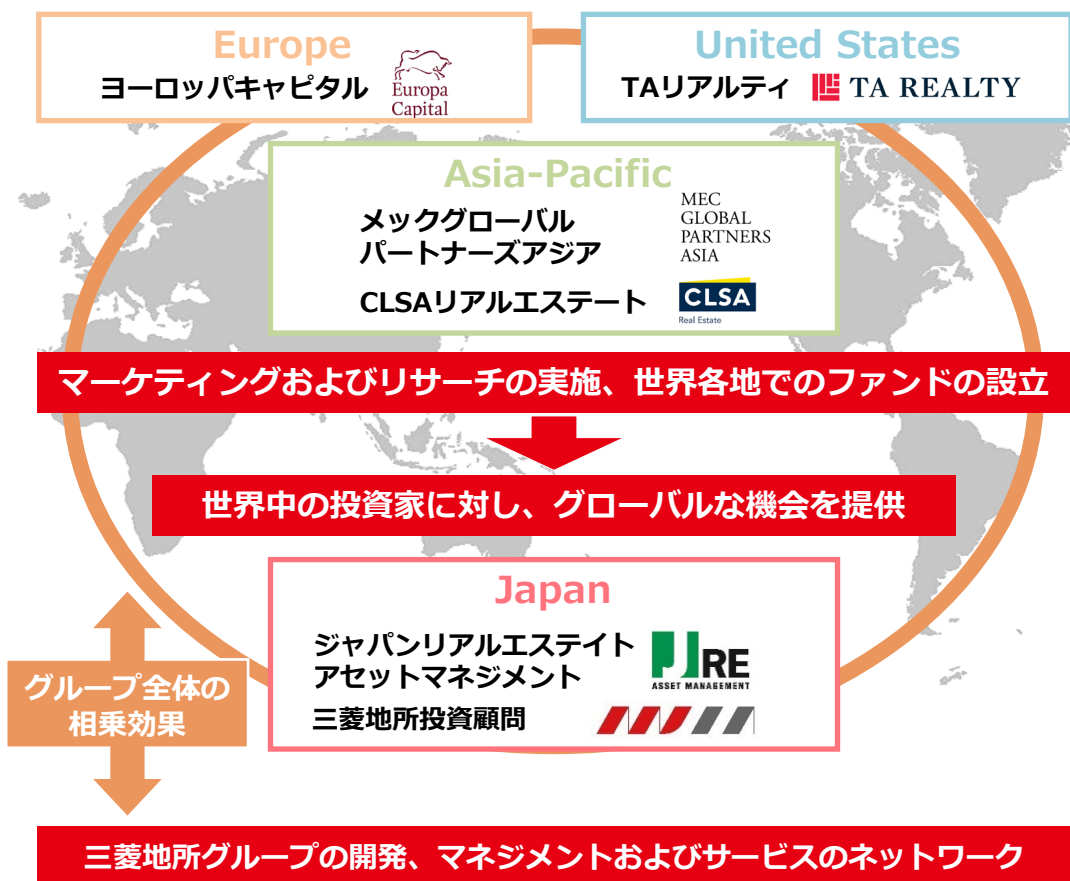 Europe
ヨーロッパキャピタル
Europa
Capital
United States
TAリアルティ
TA REALTY
Asia-Pacific
メックグローバル
パートナーズアジア
MEC
GLOBAL
PARTNERS
ASIA
CLSAリアルエステート
CLSA
Real Estate
マーケティングおよびリサーチの実施、世界各地でのファンドの設立
世界中の投資家に対し、グローバルな機会を提供
Japan
ジャパンリアルエステイト
アセットマネジメント
JRE
ASSET MANAGEMENT
三菱地所投資顧問
グループ全体の
相乗効果
三菱地所グループの開発、マネジメントおよびサービスのネットワーク